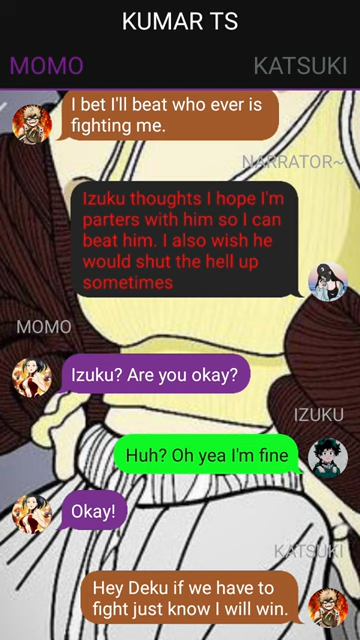 KUMAR TS
MOMO KATSUKI
I bet I'll beat who ever is
fighting me.
NARRATOR~
Izuku thoughts I hope I'm
parters with him so I can
beat him. I also wish he
would shut the hell up
sometimes
MOMO
Izuku? Are you okay?
IZUKU
Huh? Oh yea I'm fine
Okay!
KATSUKI
Hey Deku if we have to
fight just know I will win.